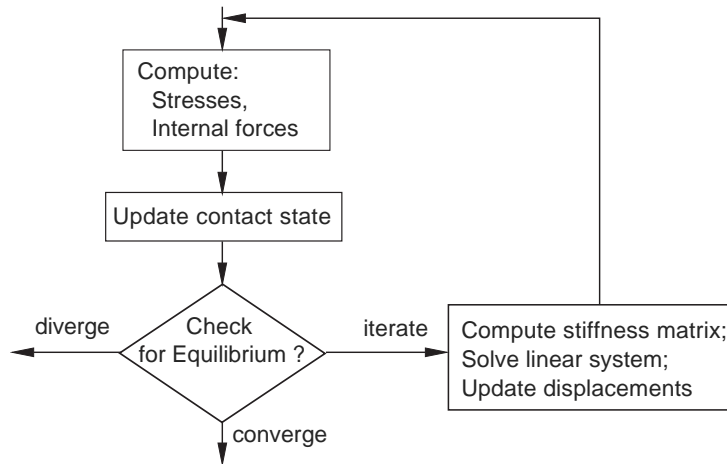 Compute:
Stresses,
Internal forces
Update contact state
diverge
Check
for Equilibrium ?
iterate
Compute stiffness matrix;
Solve linear system;
Update displacements
converge